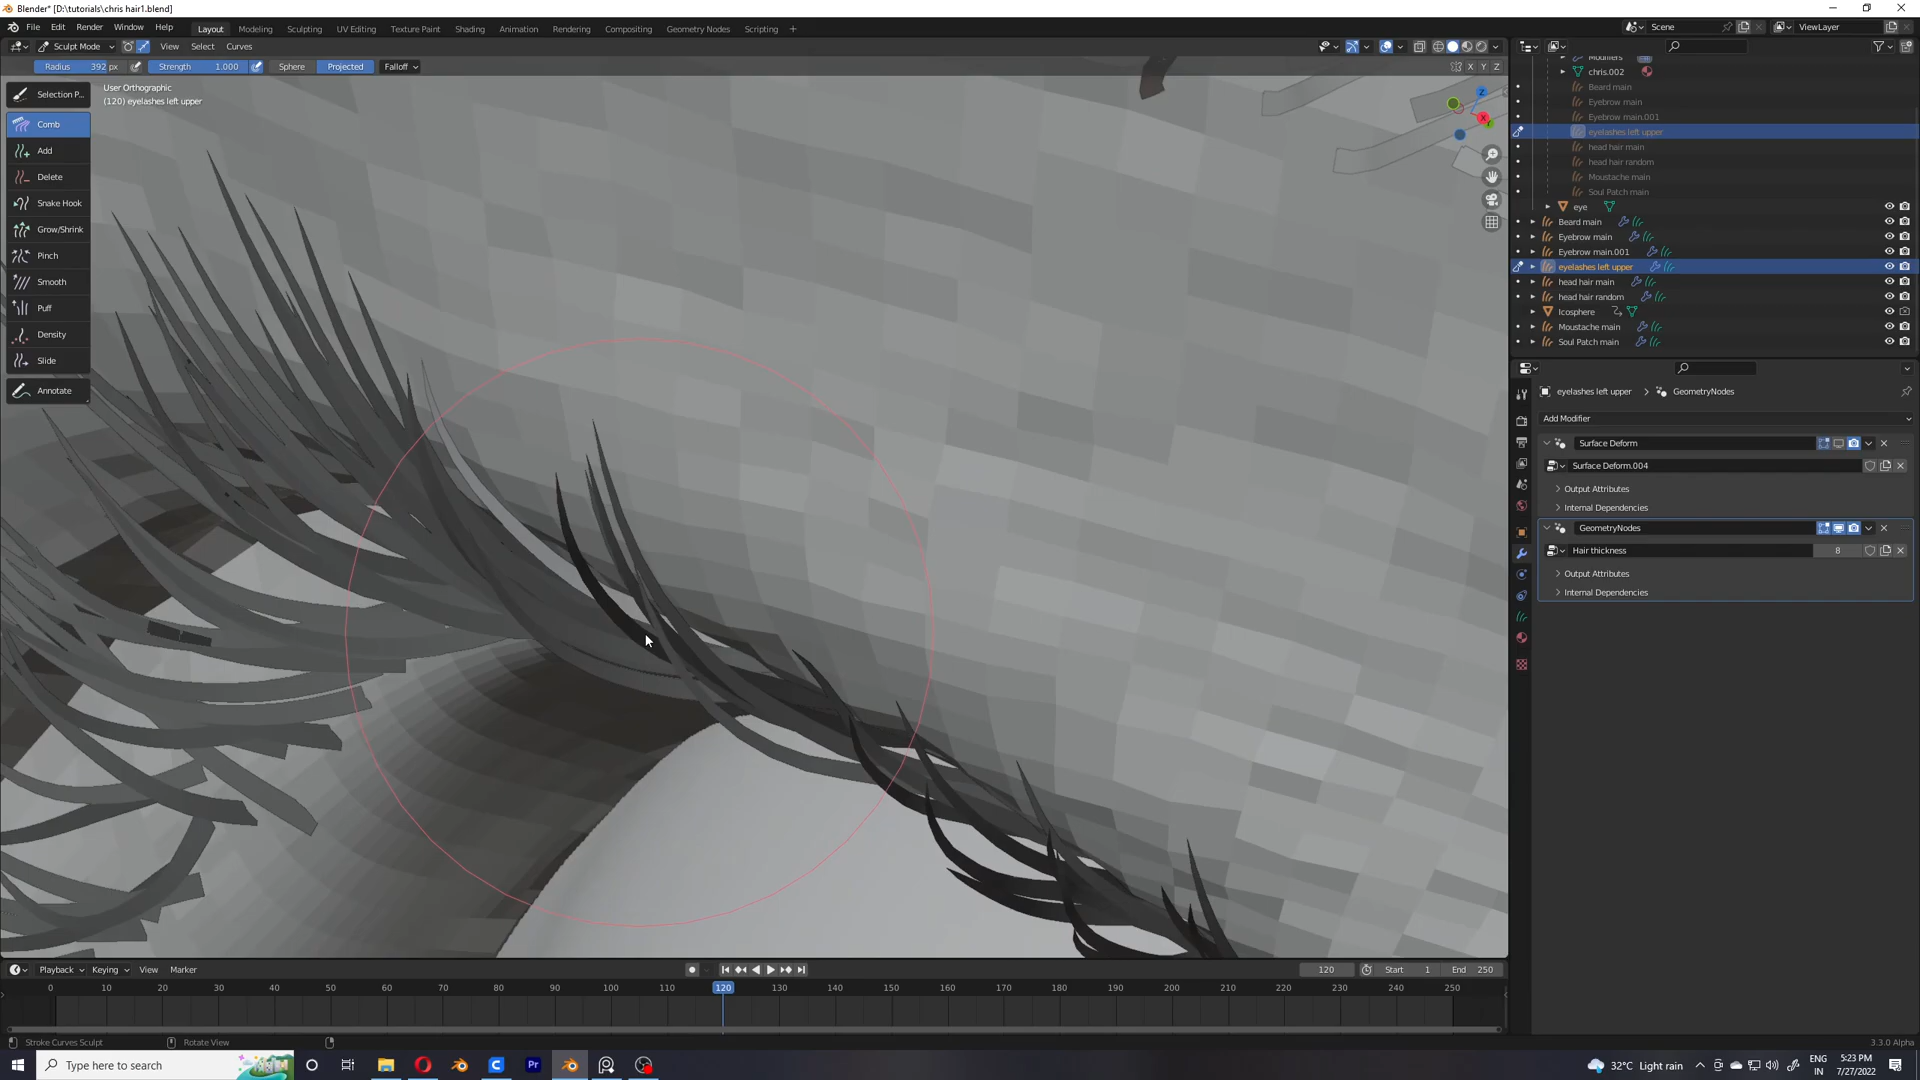 Blender* [D:\tutorials\chris hair1.blend]
File Edit Render Window Help Layout Modeling Sculpting UV Editing Texture Paint Shading Animation Rendering Compositing Geometry Nodes Scripting + Scene ViewLayer
Sculpt Mode View Select Curves
Radius 392 px Strength 1.000 Sphere Projected Falloff X Y Z
User Orthographic
(120) eyelashes left upper
Selection P...
Comb
Add
Delete
Snake Hook
Grow/Shrink
Pinch
Smooth
Puff
Density
Slide
Annotate
Z
X
Y
Modifiers
chris.002
Beard main
Eyebrow main
Eyebrow main.001
eyelashes left upper
head hair main
head hair random
Moustache main
Soul Patch main
eye
Beard main
Eyebrow main
Eyebrow main.001
eyelashes left upper
head hair main
head hair random
Icosphere
Moustache main
Soul Patch main
eyelashes left upper > GeometryNodes
Add Modifier
Surface Deform
Surface Deform.004
Output Attributes
Internal Dependencies
GeometryNodes
Hair thickness 8
Output Attributes
Internal Dependencies
Playback Keying View Marker 120 Start 1 End 250
0 10 20 30 40 50 60 70 80 90 100 110 120 130 140 150 160 170 180 190 200 210 220 230 240 250
Stroke Curves Sculpt Rotate View 3.3.0 Alpha
Type here to search Pr 32°C Light rain ENG IN 5:23 PM 7/27/2022